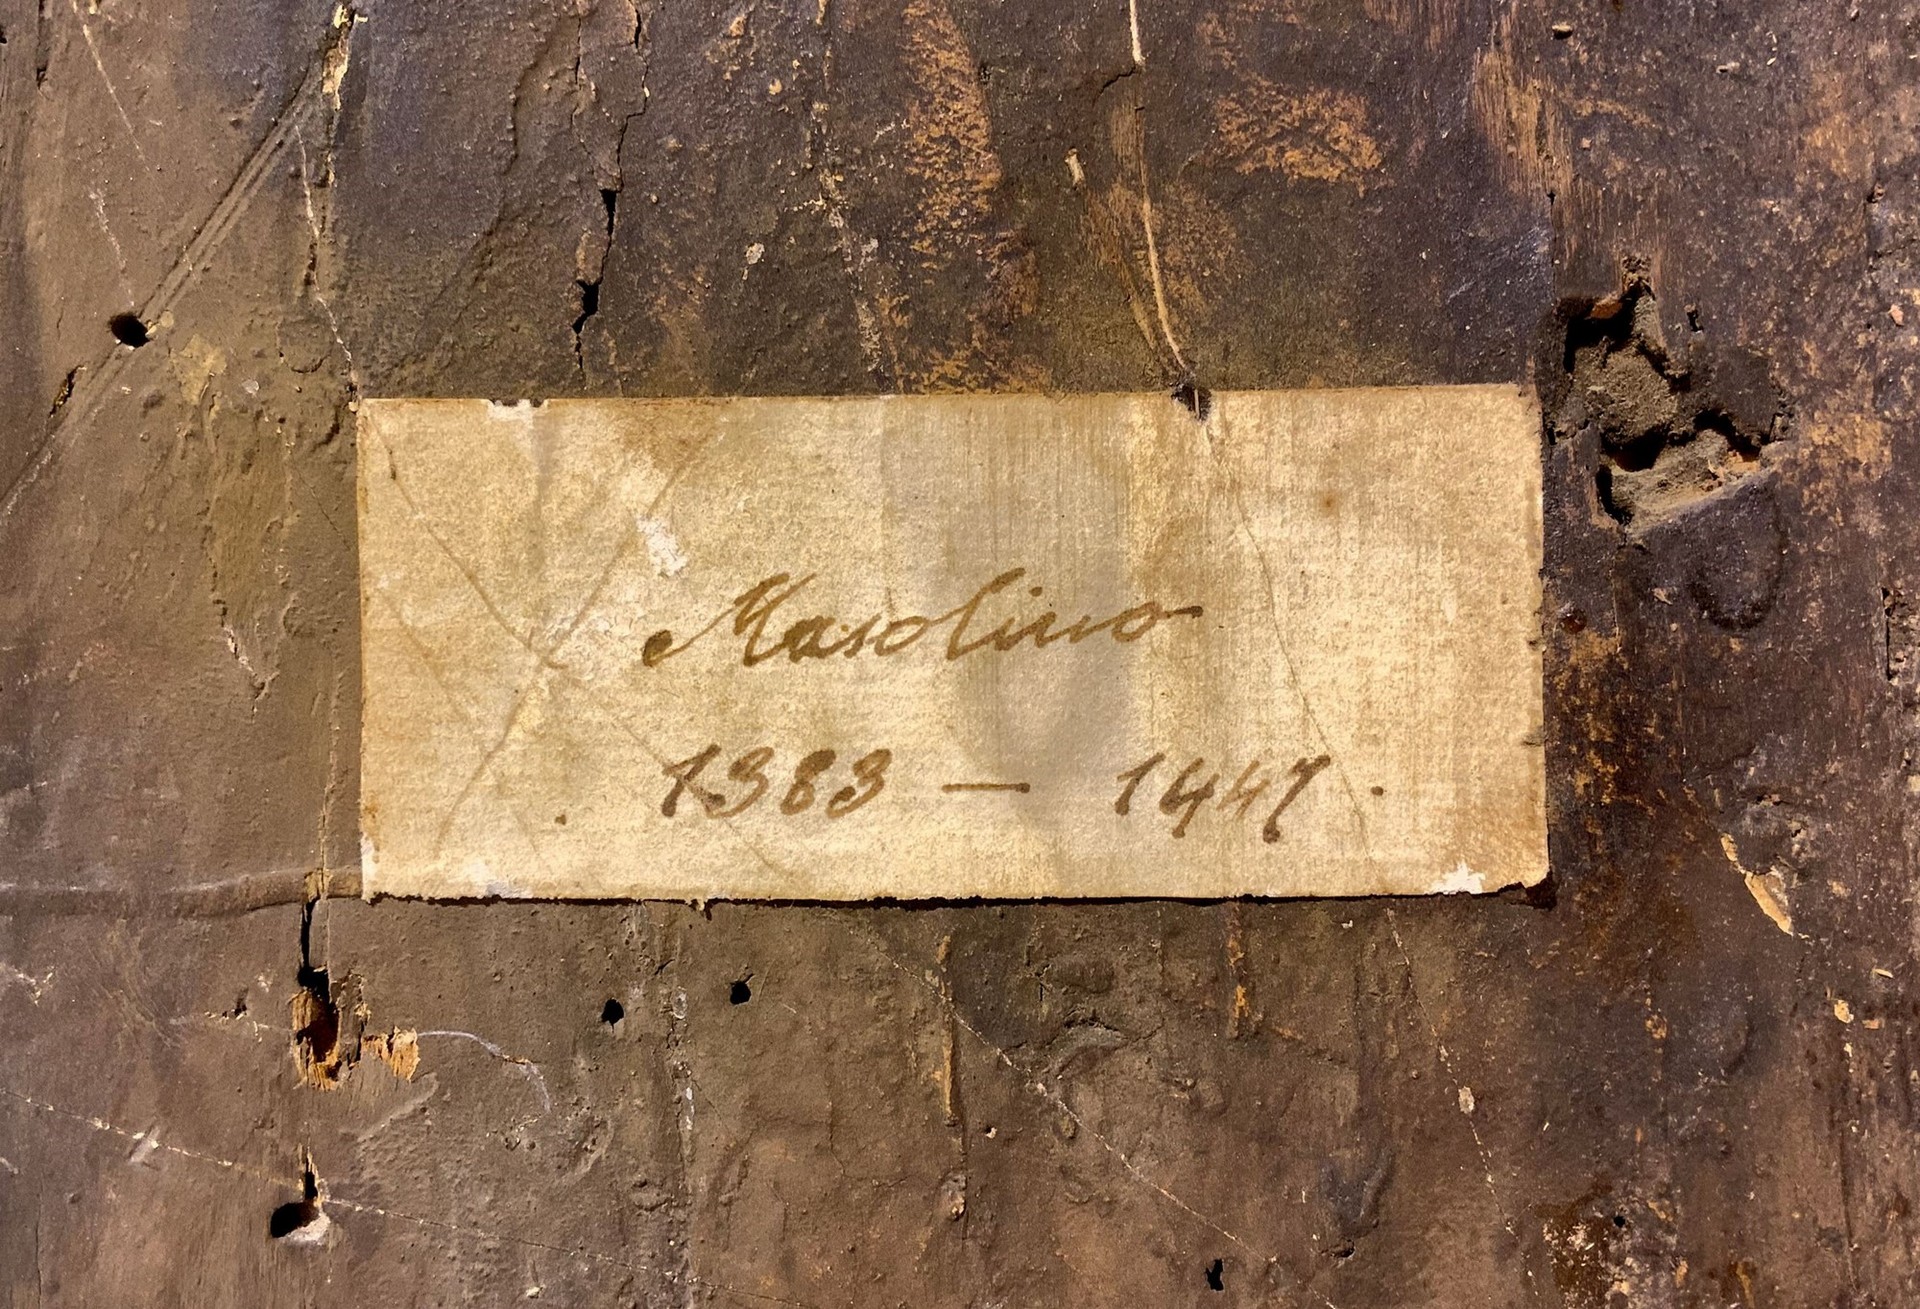 Masolino
. 1383 — 1447 .